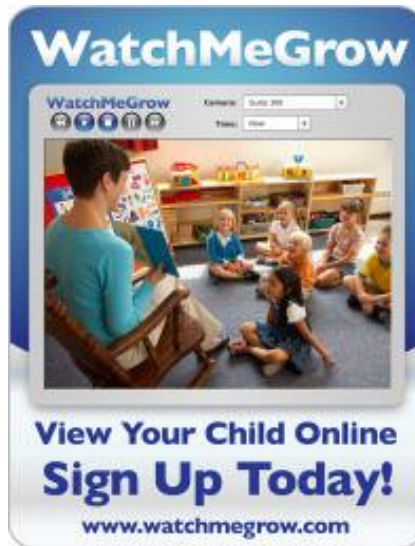 WatchMeGrow
WatchMeGrow
Camera:
Time:
View Your Child Online
Sign Up Today!
www.watchmegrow.com